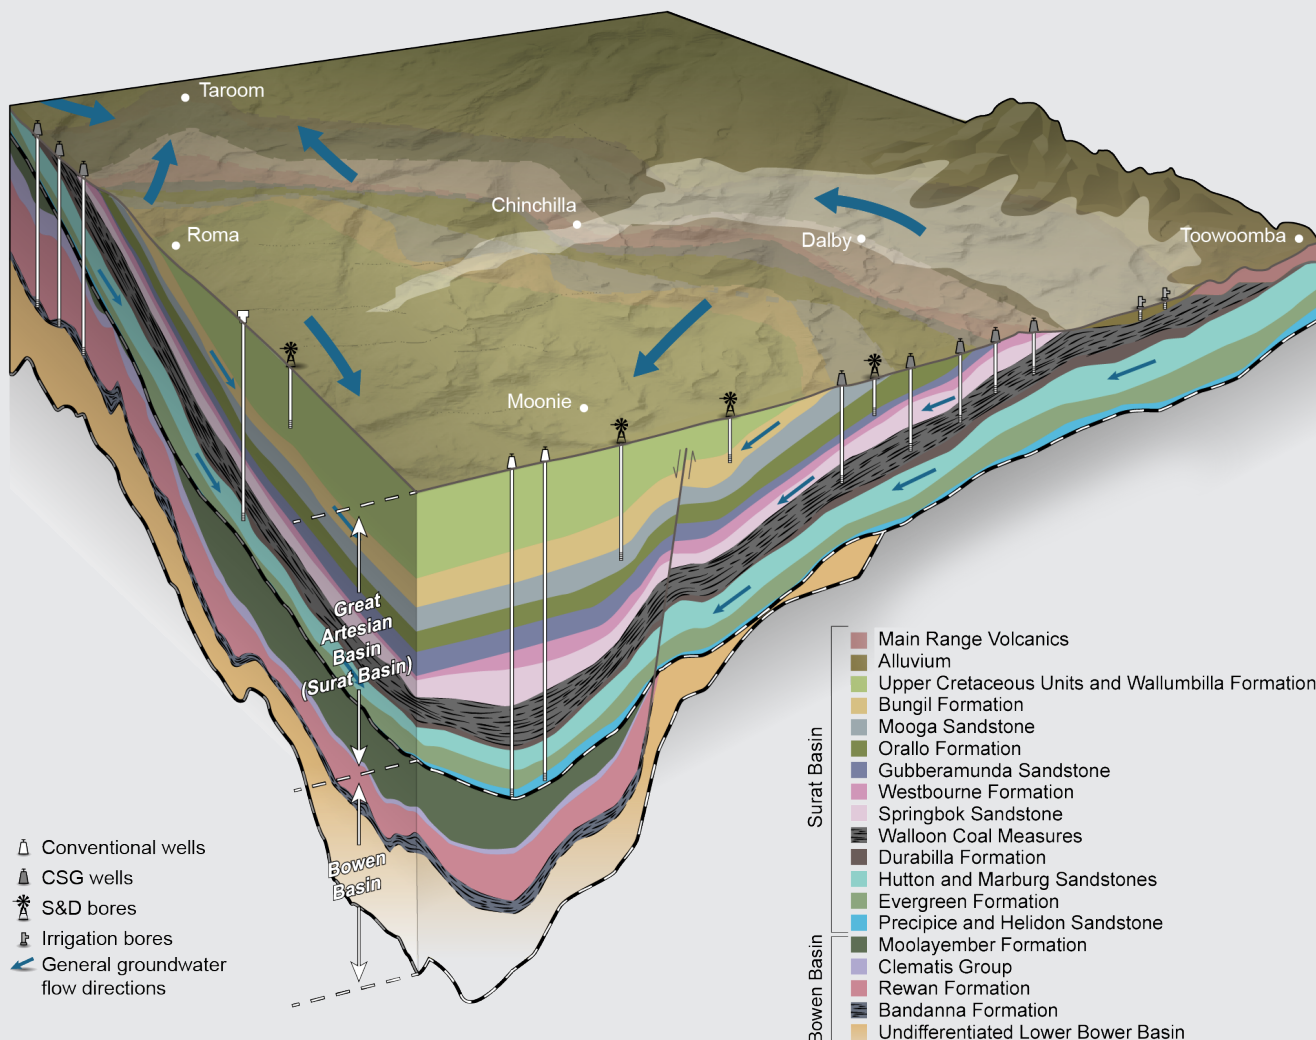 Taroom
Roma
Chinchilla
Dalby
Toowoomba
Moonie
Great
Artesian
Basin
(Surat Basin)
Bowen
Basin
Conventional wells
CSG wells
S&D bores
Irrigation bores
General groundwater
flow directions
Surat Basin
Main Range Volcanics
Alluvium
Upper Cretaceous Units and Wallumbilla Formation
Bungil Formation
Mooga Sandstone
Orallo Formation
Gubberamunda Sandstone
Westbourne Formation
Springbok Sandstone
Walloon Coal Measures
Durabilla Formation
Hutton and Marburg Sandstones
Evergreen Formation
Precipice and Helidon Sandstone
Bowen Basin
Moolayember Formation
Clematis Group
Rewan Formation
Bandanna Formation
Undifferentiated Lower Bower Basin